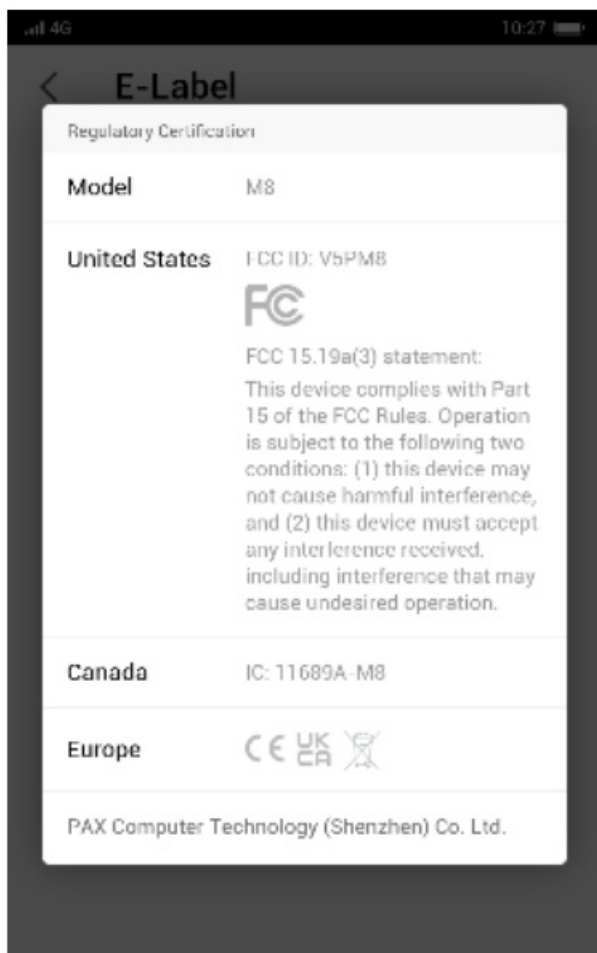 4G 10:27
E-Label
Regulatory Certification
Model M8
United States FCC ID: V5PM8
FC
FCC 15.19a(3) statement:
This device complies with Part
15 of the FCC Rules. Operation
is subject to the following two
conditions: (1) this device may
not cause harmful interference,
and (2) this device must accept
any interference received,
including interference that may
cause undesired operation.
Canada IC: 11689A-M8
Europe CE UK
CA
PAX Computer Technology (Shenzhen) Co. Ltd.